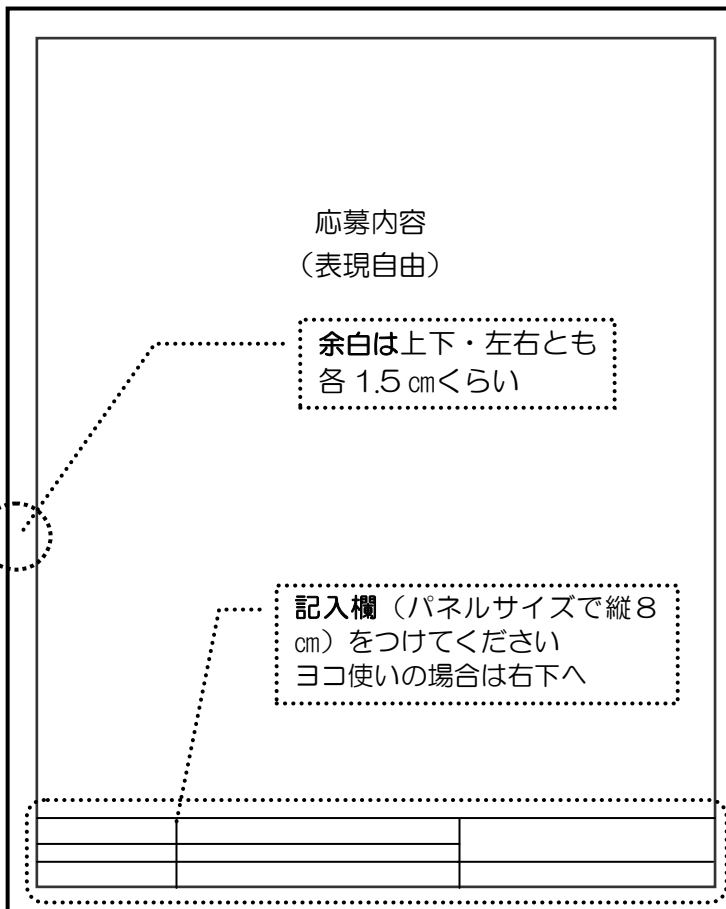 応募内容
（表現自由）
余白は上下・左右とも
各 1.5 ㎝くらい
記入欄（パネルサイズで縦８
㎝）をつけてください
ヨコ使いの場合は右下へ